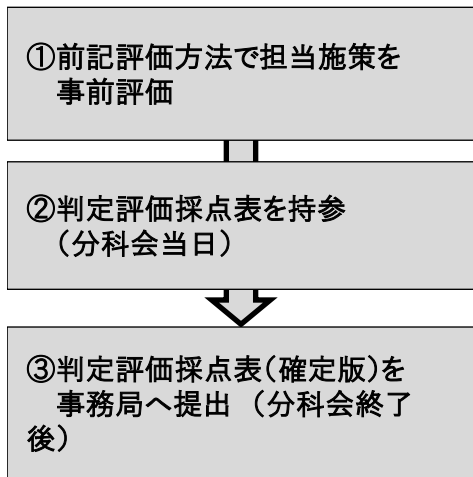 ①前記評価方法で担当施策を
事前評価
②判定評価採点表を持参
（分科会当日）
③判定評価採点表（確定版）を
事務局へ提出 （分科会終了
後）